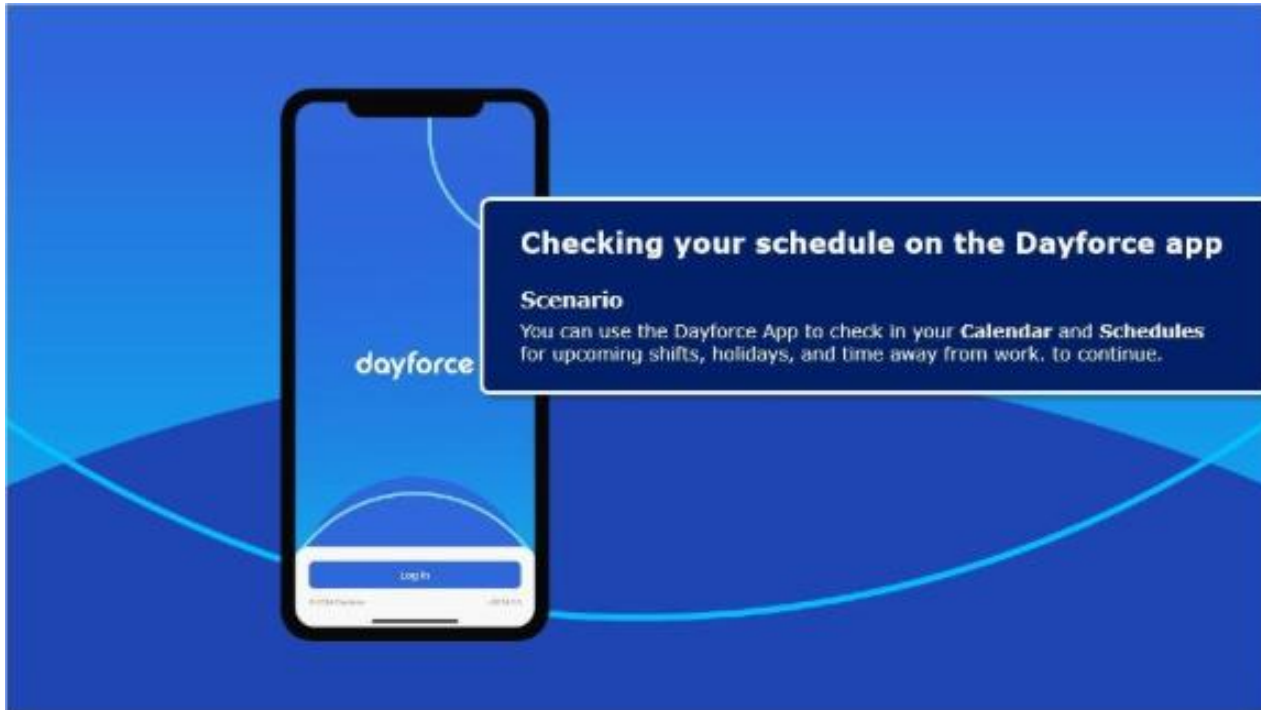 Checking your schedule on the Dayforce app
Scenario
You can use the Dayforce App to check in your Calendar and Schedules
for upcoming shifts, holidays, and time away from work. to continue.
dayforce
Log In